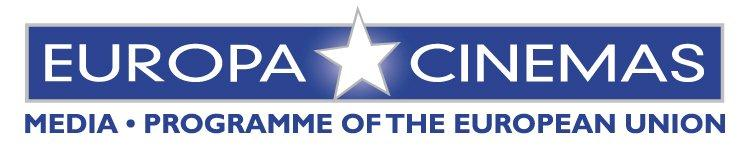 EUROPA CINEMAS
MEDIA • PROGRAMME OF THE EUROPEAN UNION